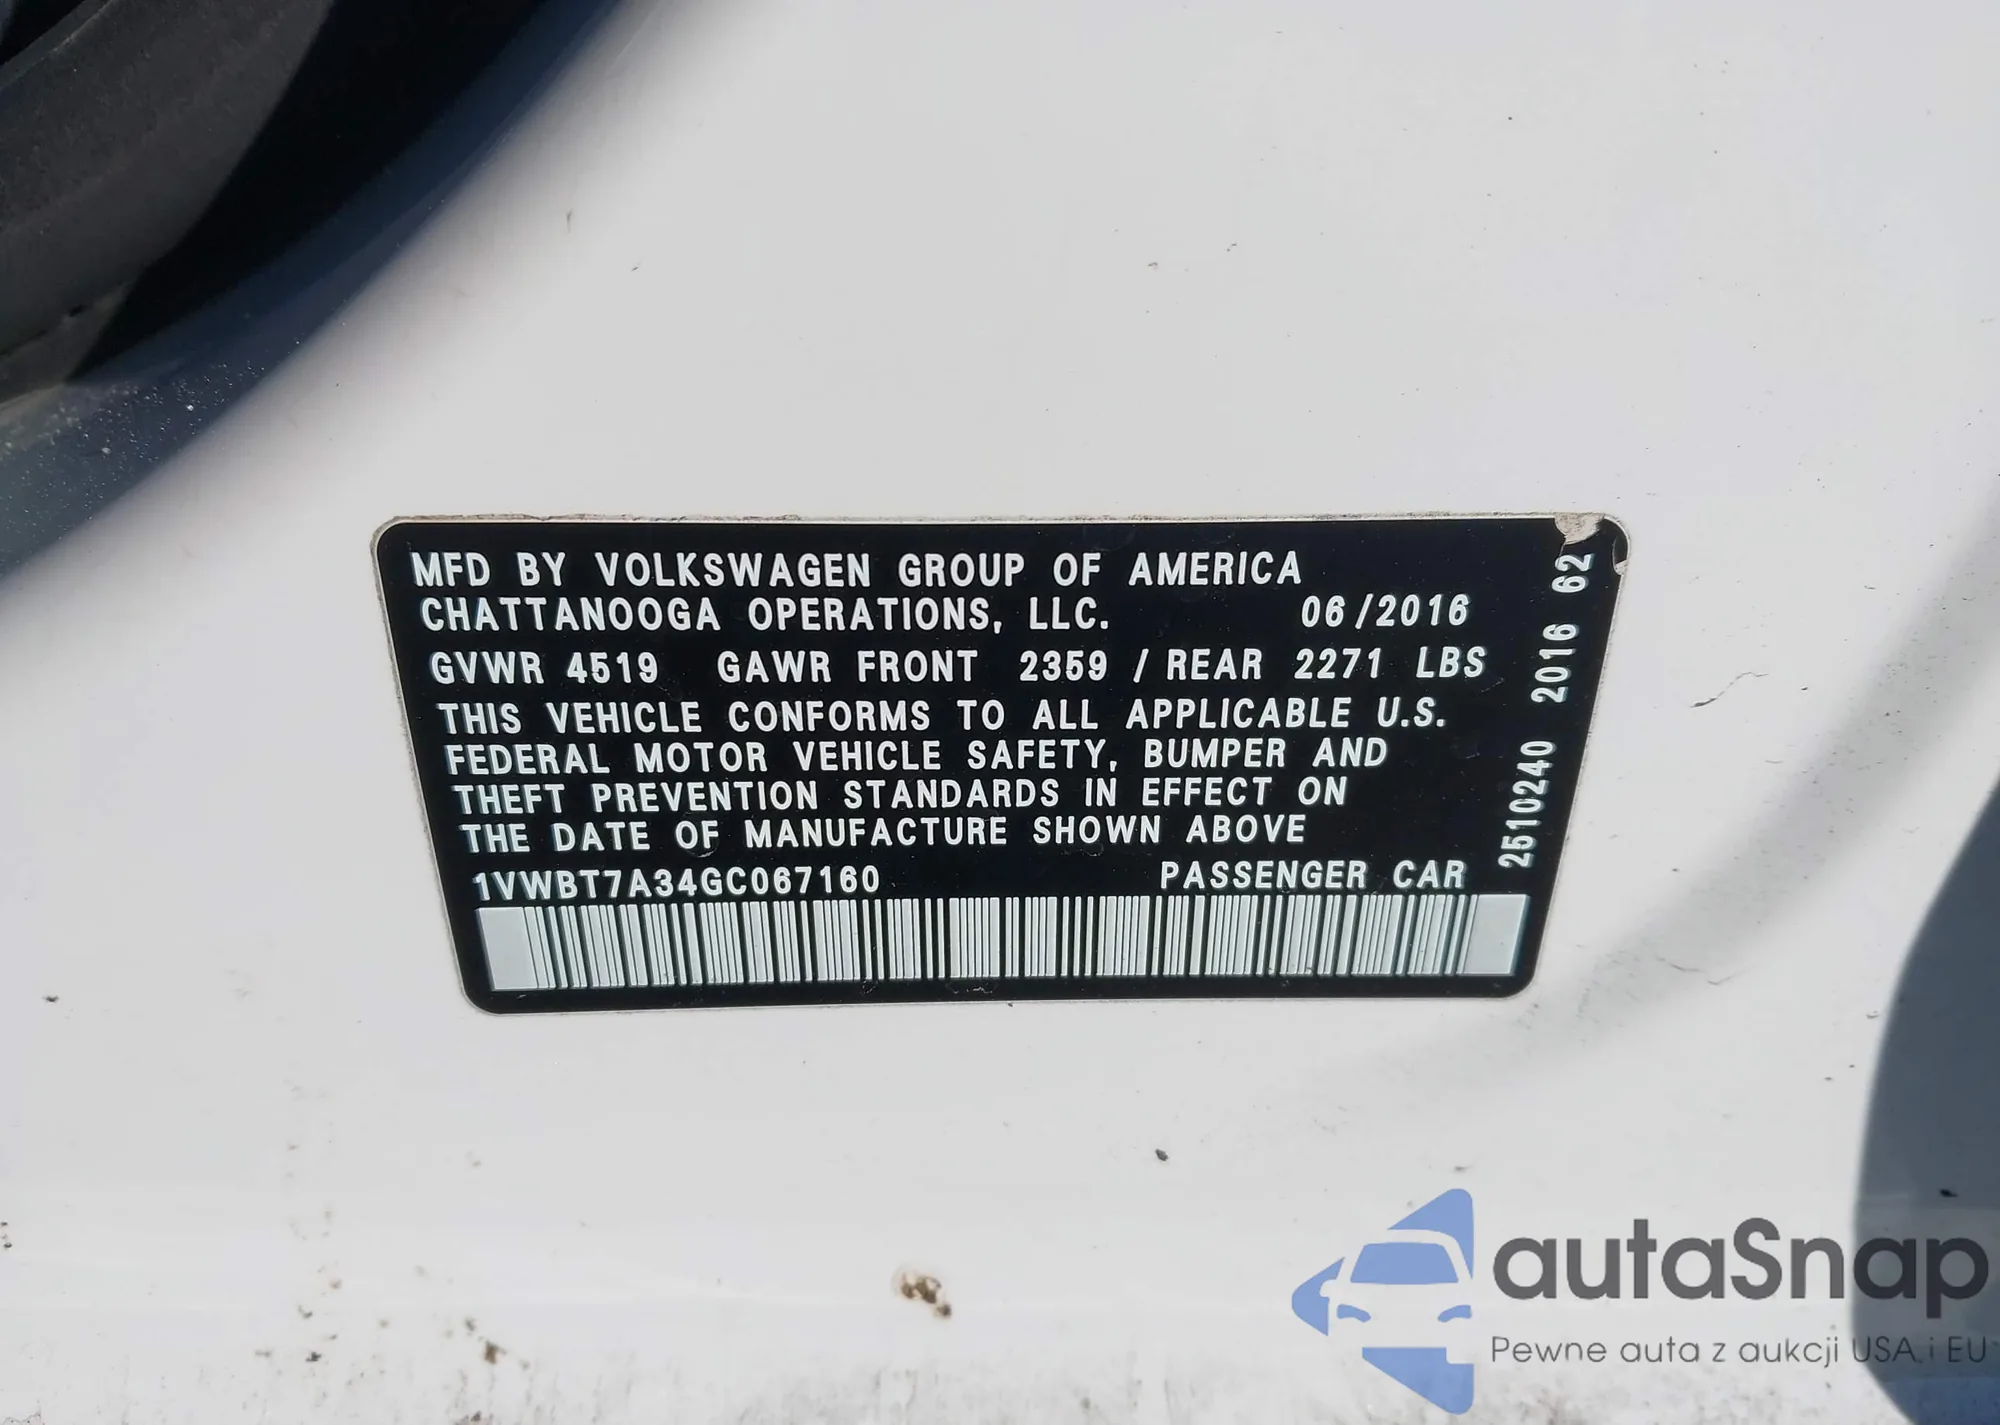 MFD BY VOLKSWAGEN GROUP OF AMERICA
CHATTANOOGA OPERATIONS, LLC. 06/2016
GVWR 4519 GAWR FRONT 2359 / REAR 2271 LBS
THIS VEHICLE CONFORMS TO ALL APPLICABLE U.S.
FEDERAL MOTOR VEHICLE SAFETY, BUMPER AND
THEFT PREVENTION STANDARDS IN EFFECT ON
THE DATE OF MANUFACTURE SHOWN ABOVE
1VWBT7A34GC067160 PASSENGER CAR
2510240 2016 62
autaSnap
Pewne auta z aukcji USA i EU